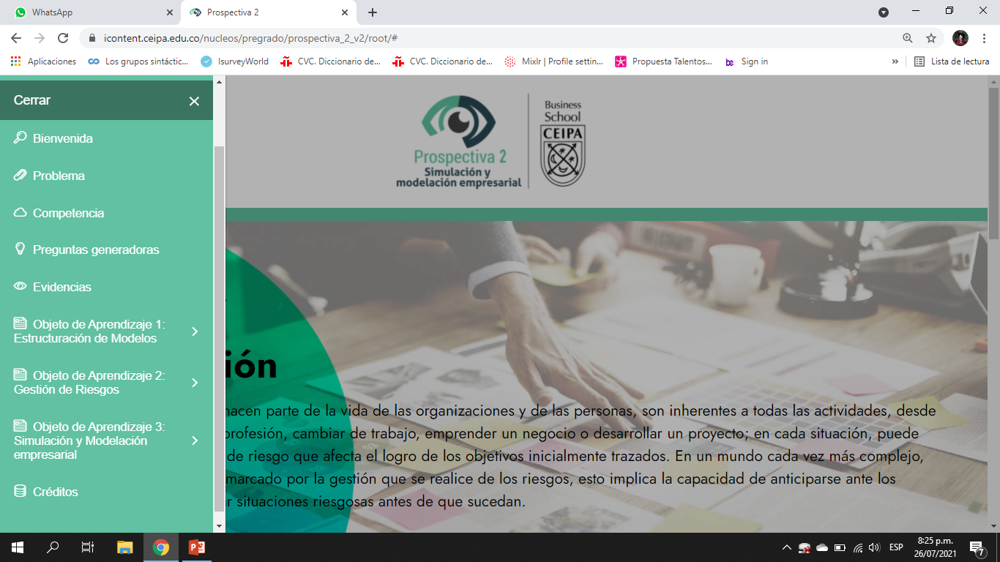 WhatsApp
Prospectiva 2
icontent.ceipa.edu.co/nucleos/pregrado/prospectiva_2_v2/root/#
Aplicaciones
Los grupos sintáctic...
IsurveyWorld
CVC. Diccionario de...
CVC. Diccionario de...
Mixlr | Profile settin...
Propuesta Talentos...
be
Sign in
»
Lista de lectura
Cerrar
Bienvenida
Problema
Competencia
Preguntas generadoras
Evidencias
Objeto de Aprendizaje 1:
Estructuración de Modelos
Objeto de Aprendizaje 2:
Gestión de Riesgos
Objeto de Aprendizaje 3:
Simulación y Modelación
empresarial
Créditos
Prospectiva 2
Simulación y
modelación empresarial
Business
School
CEIPA
ión
hacen parte de la vida de las organizaciones y de las personas, son inherentes a todas las actividades, desde
profesión, cambiar de trabajo, emprender un negocio o desarrollar un proyecto; en cada situación, puede
de riesgo que afecta el logro de los objetivos inicialmente trazados. En un mundo cada vez más complejo,
marcado por la gestión que se realice de los riesgos, esto implica la capacidad de anticiparse ante los
r situaciones riesgosas antes de que sucedan.
ESP
8:25 p.m.
26/07/2021
7